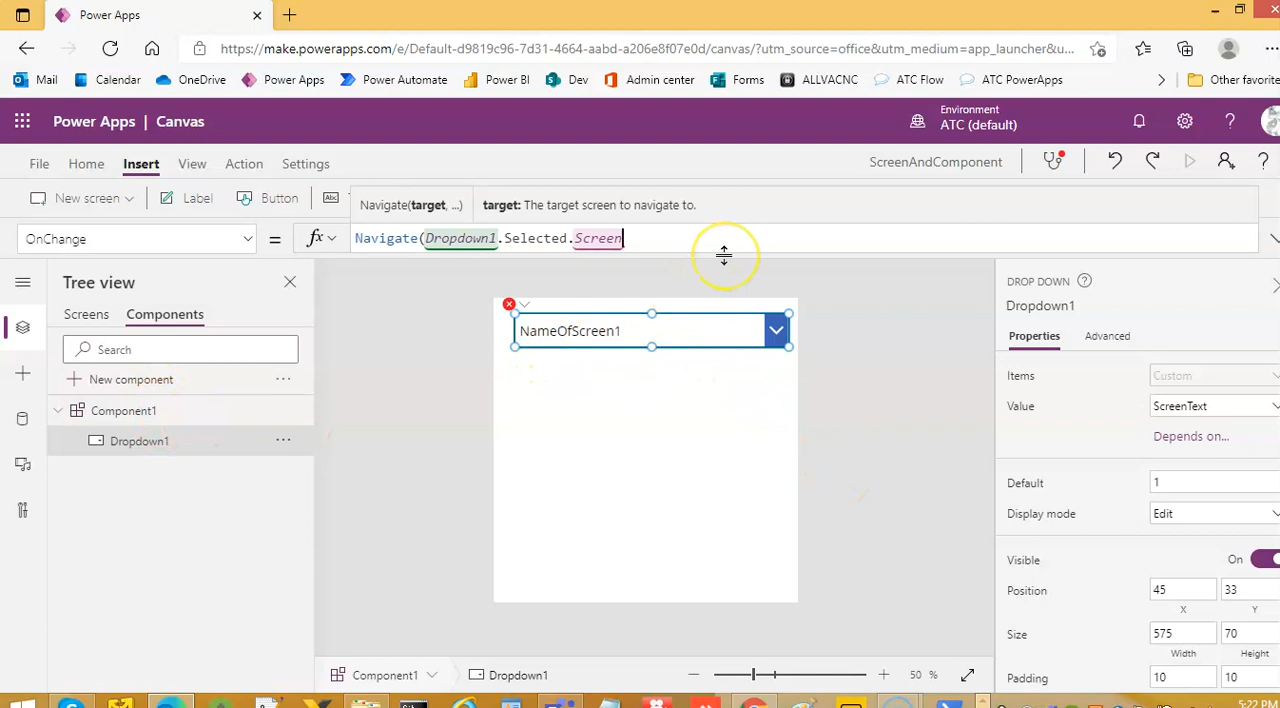 Power Apps
https://make.powerapps.com/e/Default-d9819c96-7d31-4664-aabd-a206e8f07e0d/canvas/?utm_source=office&utm_medium=app_launcher&u...
Mail Calendar OneDrive Power Apps Power Automate Power BI Dev Admin center Forms ALLVACNC ATC Flow ATC PowerApps Other favorite
Power Apps | Canvas
Environment
ATC (default)
File Home Insert View Action Settings ScreenAndComponent
New screen Label Button Abc
Navigate(target, ...) target: The target screen to navigate to.
OnChange = fx Navigate(Dropdown1.Selected.Screen
Tree view
Screens Components
Search
New component
Component1
Dropdown1
NameOfScreen1
DROP DOWN
Dropdown1
Properties Advanced
Items Custom
Value ScreenText
Depends on...
Default 1
Display mode Edit
Visible On
Position 45 33
X Y
Size 575 70
Width Height
Padding 10 10
Component1 Dropdown1 50 %
5:22 PM